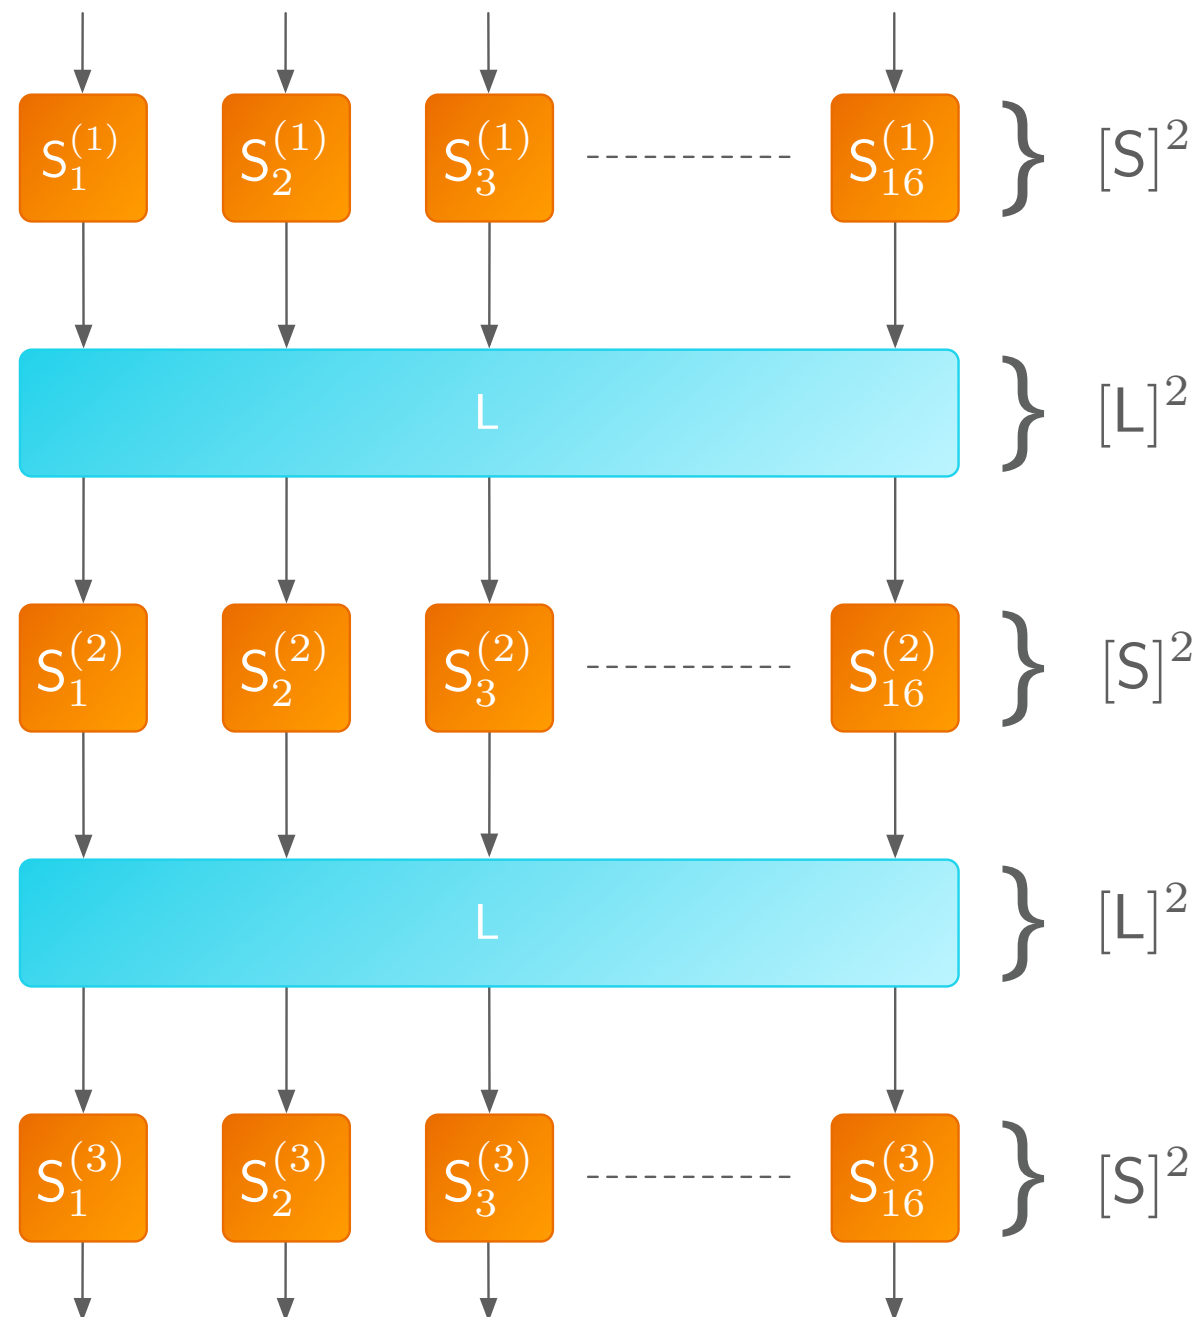 S₁⁽¹⁾ S₂⁽¹⁾ S₃⁽¹⁾ S₁₆⁽¹⁾ } [S]²
L } [L]²
S₁⁽²⁾ S₂⁽²⁾ S₃⁽²⁾ S₁₆⁽²⁾ } [S]²
L } [L]²
S₁⁽³⁾ S₂⁽³⁾ S₃⁽³⁾ S₁₆⁽³⁾ } [S]²